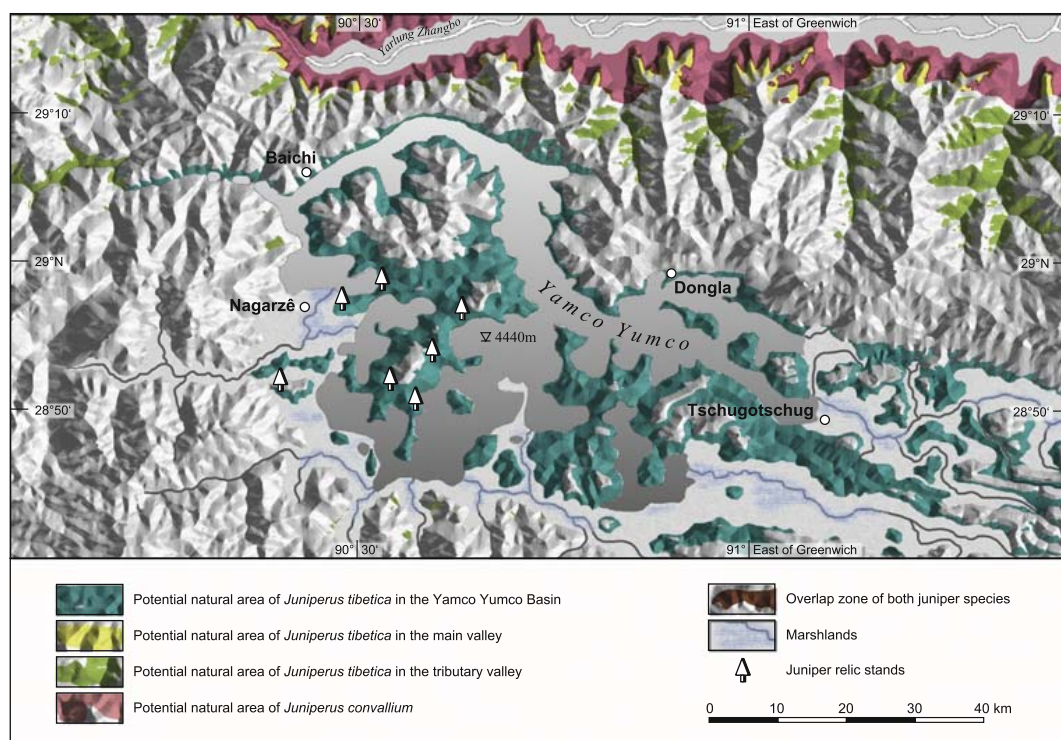 90° 30'
91° East of Greenwich
Yarlung Zhangbo
29°10'
29°10'
Baichi
29°N
29°N
Dongla
Nagarzê
Yamco Yumco
4440m
28°50'
Tschugotschug
28°50'
90° 30'
91° East of Greenwich
Potential natural area of Juniperus tibetica in the Yamco Yumco Basin
Potential natural area of Juniperus tibetica in the main valley
Potential natural area of Juniperus tibetica in the tributary valley
Potential natural area of Juniperus convallium
Overlap zone of both juniper species
Marshlands
Juniper relic stands
0 10 20 30 40 km